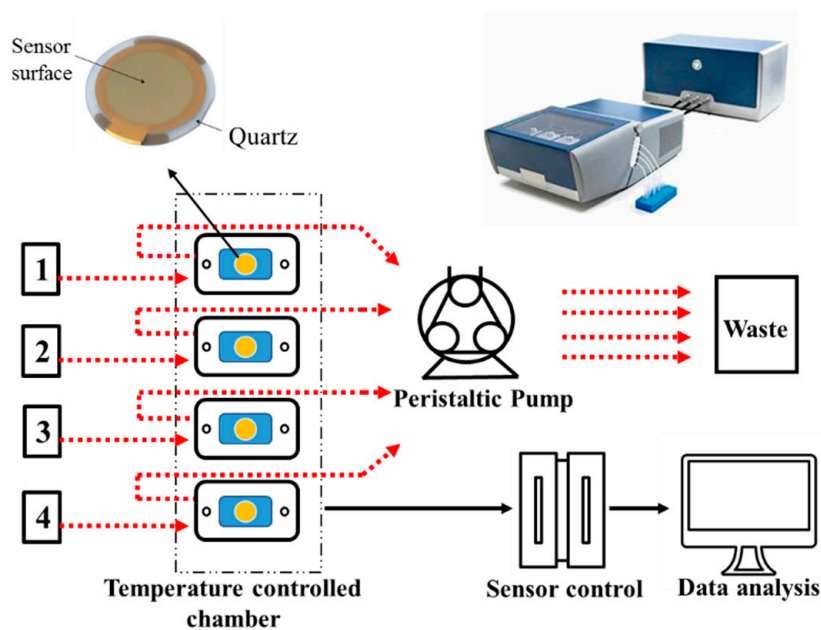 Sensor
surface
Quartz
1
2
3
4
Peristaltic Pump
Waste
Temperature controlled
chamber
Sensor control
Data analysis